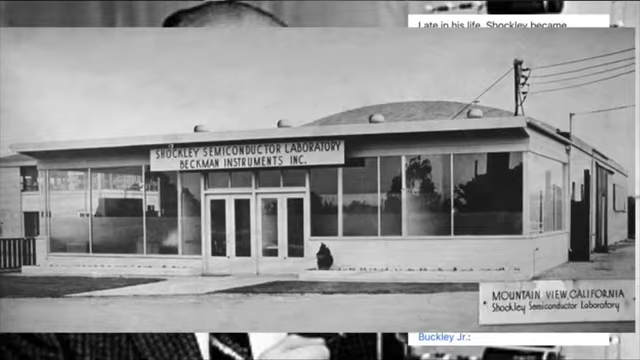 Late in his life, Shockley became
SHOCKLEY SEMICONDUCTOR LABORATORY
BECKMAN INSTRUMENTS INC.
MOUNTAIN VIEW, CALIFORNIA
Shockley Semiconductor Laboratory
Buckley Jr.: